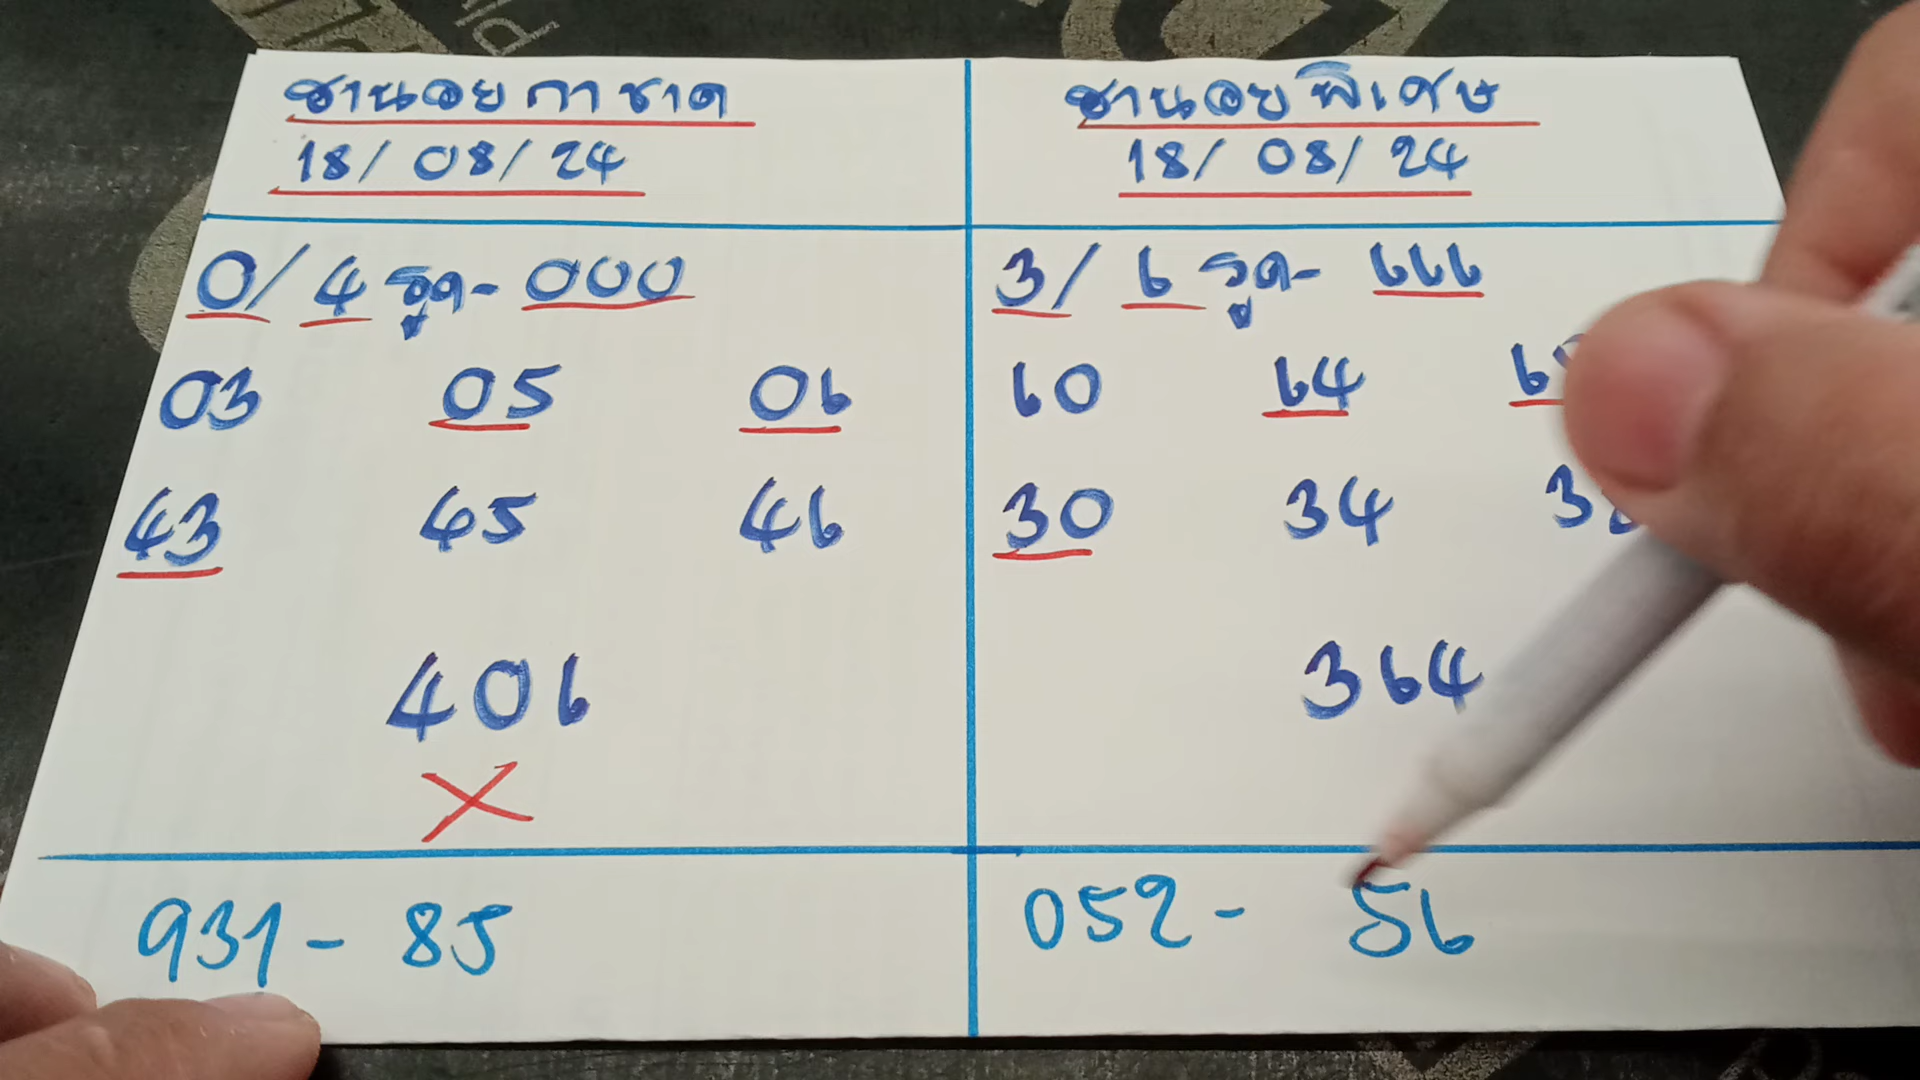 ฮานอยกาชาด
18/ 08/ 24
0/ 4 รูด- 000
03 05 06
43 45 46
406
X
931 - 85
ฮานอยพิเศษ
18/ 08/ 24
3/ 6 รูด- 666
60 64
30 34
364
052 - 56